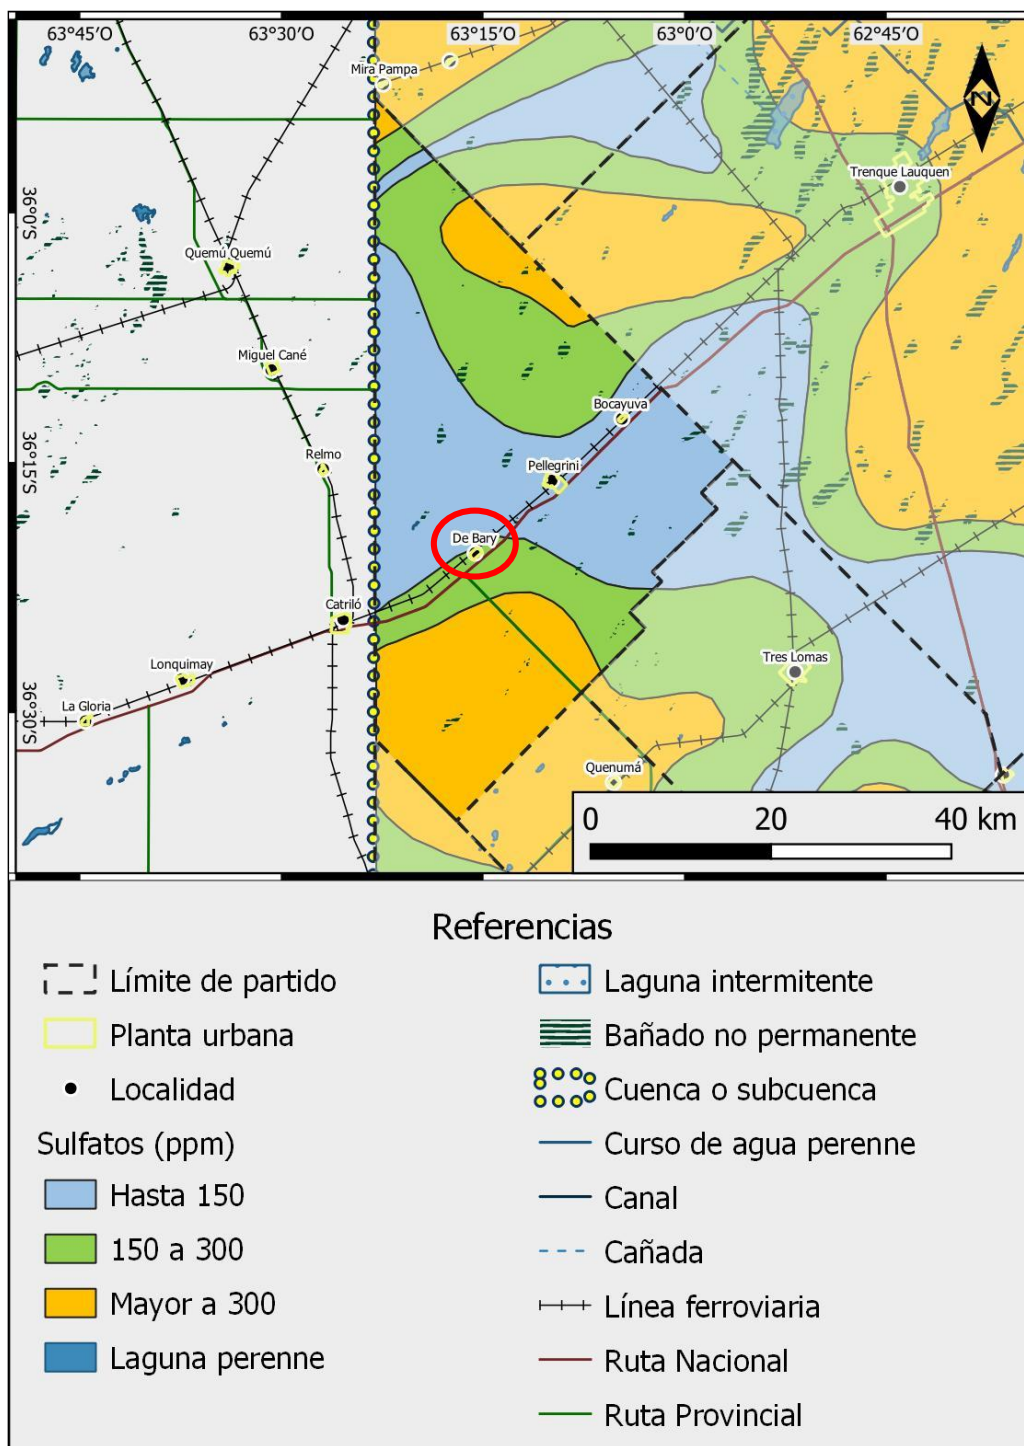 63°45'O 63°30'O 63°15'O 63°0'O 62°45'O
Mira Pampa
N
Trenque Lauquen
36°0'S
Quemú Quemú
Miguel Cané
Bocayuva
Relmo
36°15'S
Pellegrini
De Bary
Catriló
Lonquimay
Tres Lomas
La Gloria
36°30'S
Quenumá
0 20 40 km
Referencias
Límite de partido
Planta urbana
Localidad
Sulfatos (ppm)
Hasta 150
150 a 300
Mayor a 300
Laguna perenne
Laguna intermitente
Bañado no permanente
Cuenca o subcuenca
Curso de agua perenne
Canal
Cañada
Línea ferroviaria
Ruta Nacional
Ruta Provincial